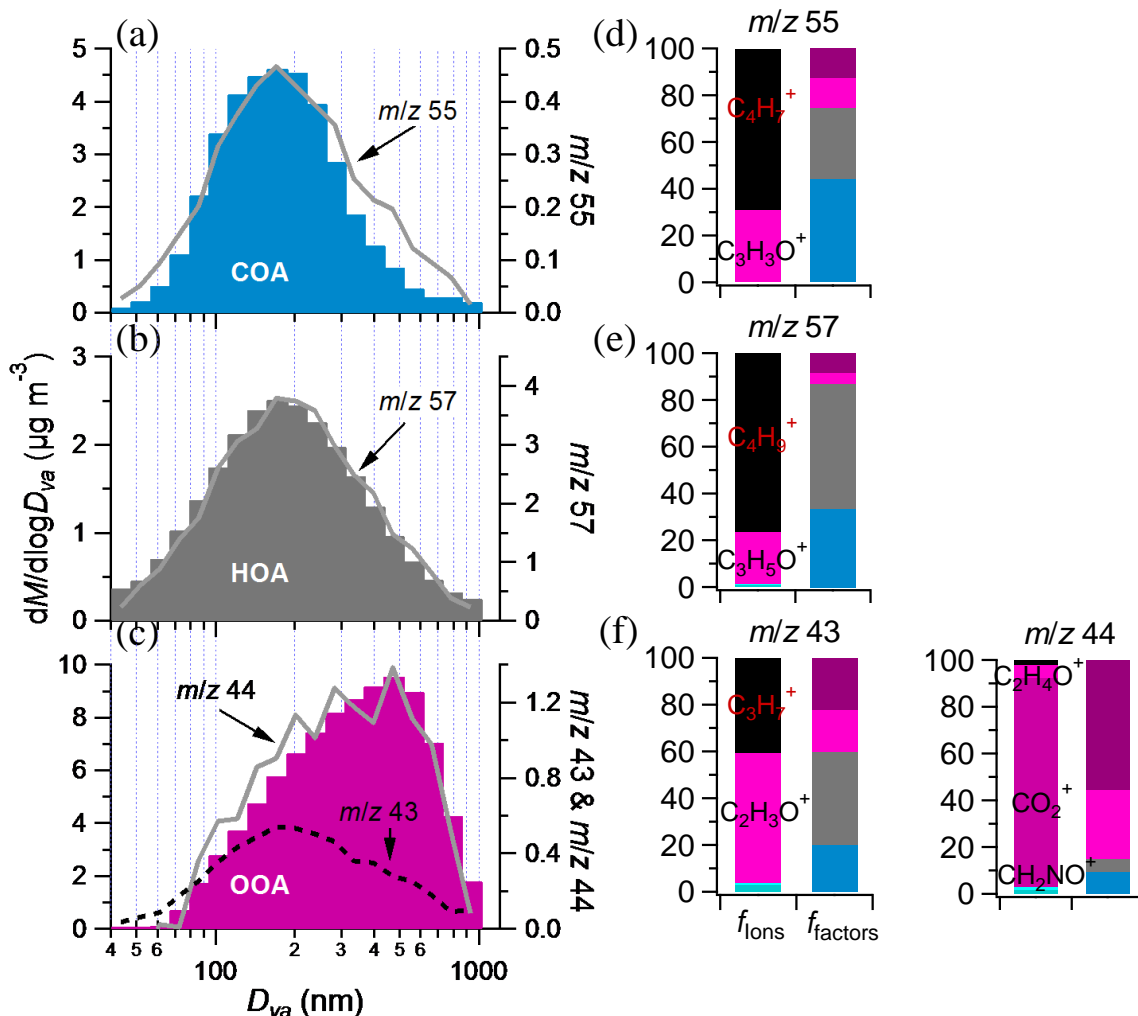 (a)
5
4
3
2
1
0
0.5
0.4
0.3
0.2
0.1
0.0
m/z 55
m/z 55
COA
(b)
3
2
1
0
4
3
2
1
0
m/z 57
m/z 57
HOA
dM/dlogDva (µg m⁻³)
(c)
10
8
6
4
2
0
1.2
0.8
0.4
0.0
m/z 44
m/z 43
m/z 43 & m/z 44
OOA
4 5 6 2 3 4 5 6
100 1000
Dva (nm)
(d)
m/z 55
100
80
60
40
20
0
C₄H₇⁺
C₃H₃O⁺
(e)
m/z 57
100
80
60
40
20
0
C₄H₉⁺
C₃H₅O⁺
(f)
m/z 43
100
80
60
40
20
0
C₃H₇⁺
C₂H₃O⁺
fIons
ffactors
m/z 44
100
80
60
40
20
0
C₂H₄O⁺
CO₂⁺
CH₂NO⁺